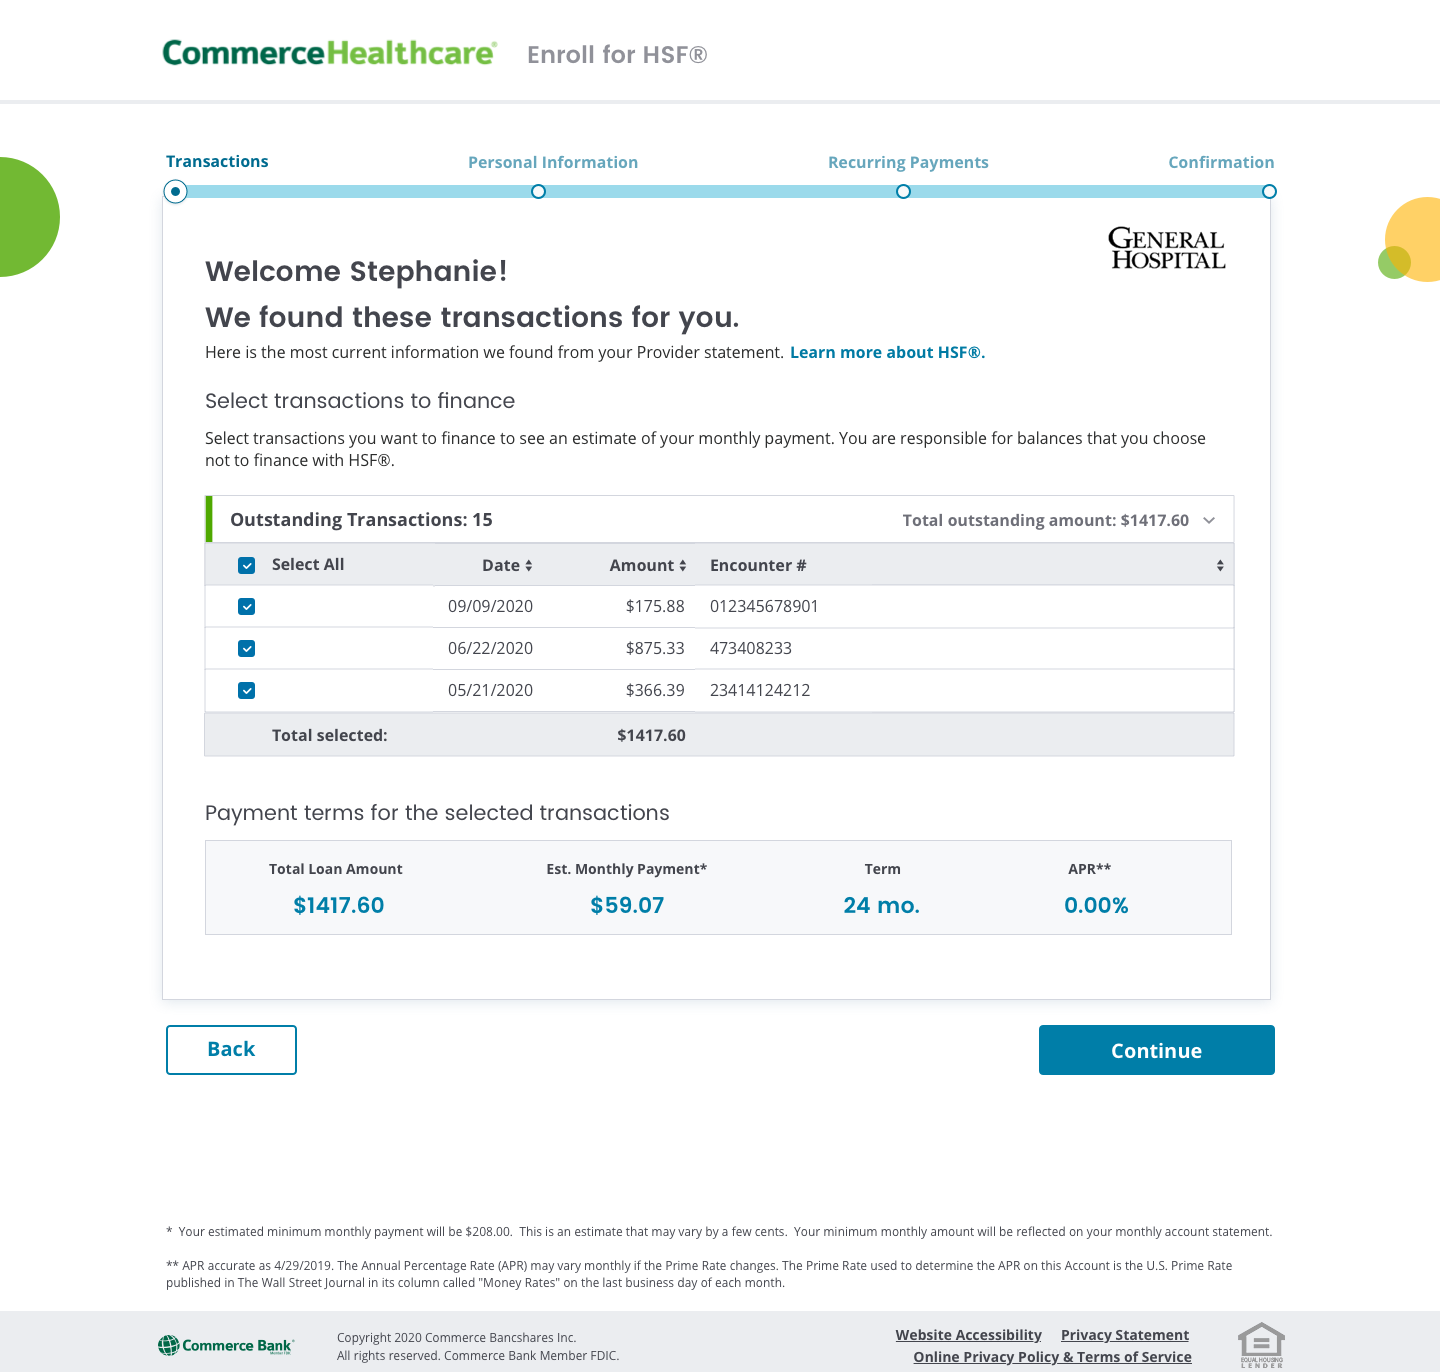 CommerceHealthcare® Enroll for HSF®
Transactions Personal Information Recurring Payments Confirmation
GENERAL
HOSPITAL
Welcome Stephanie!
We found these transactions for you.
Here is the most current information we found from your Provider statement. Learn more about HSF®.
Select transactions to finance
Select transactions you want to finance to see an estimate of your monthly payment. You are responsible for balances that you choose
not to finance with HSF®.
Outstanding Transactions: 15 Total outstanding amount: $1417.60
Select All Date Amount Encounter #
09/09/2020 $175.88 012345678901
06/22/2020 $875.33 473408233
05/21/2020 $366.39 23414124212
Total selected: $1417.60
Payment terms for the selected transactions
Total Loan Amount Est. Monthly Payment* Term APR**
$1417.60 $59.07 24 mo. 0.00%
Back Continue
* Your estimated minimum monthly payment will be $208.00. This is an estimate that may vary by a few cents. Your minimum monthly amount will be reflected on your monthly account statement.
** APR accurate as 4/29/2019. The Annual Percentage Rate (APR) may vary monthly if the Prime Rate changes. The Prime Rate used to determine the APR on this Account is the U.S. Prime Rate
published in The Wall Street Journal in its column called "Money Rates" on the last business day of each month.
Commerce Bank
Member FDIC
Copyright 2020 Commerce Bancshares Inc.
All rights reserved. Commerce Bank Member FDIC.
Website Accessibility Privacy Statement
Online Privacy Policy & Terms of Service
EQUAL HOUSING
LENDER